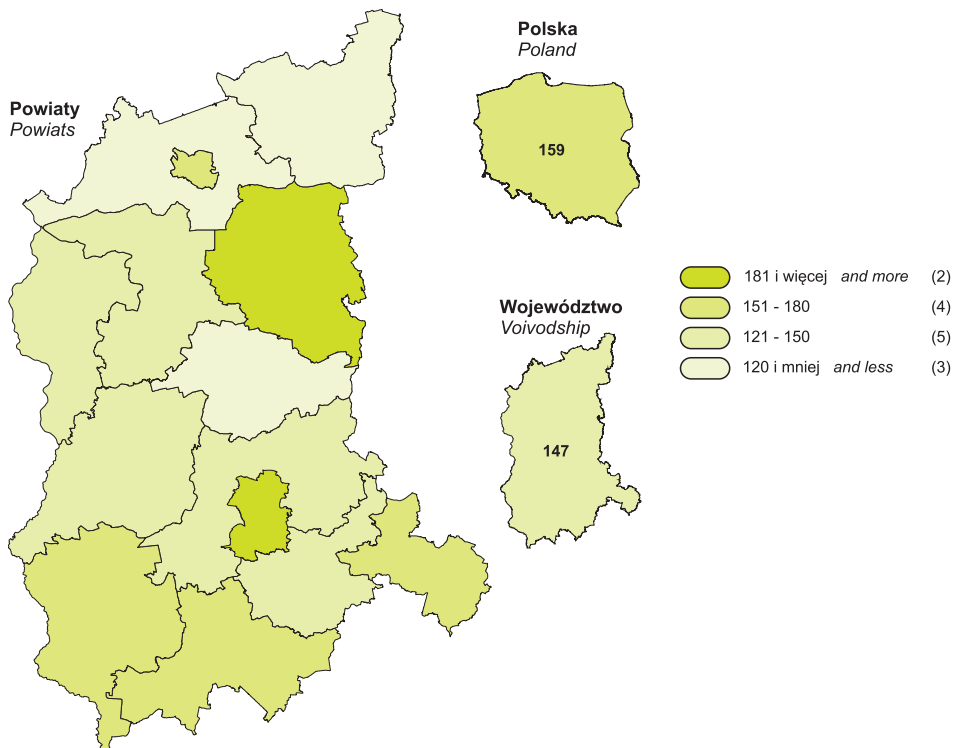 Polska
Poland
Powiaty
Powiats
159
181 i więcej and more (2)
151 - 180 (4)
121 - 150 (5)
120 i mniej and less (3)
Województwo
Voivodship
147